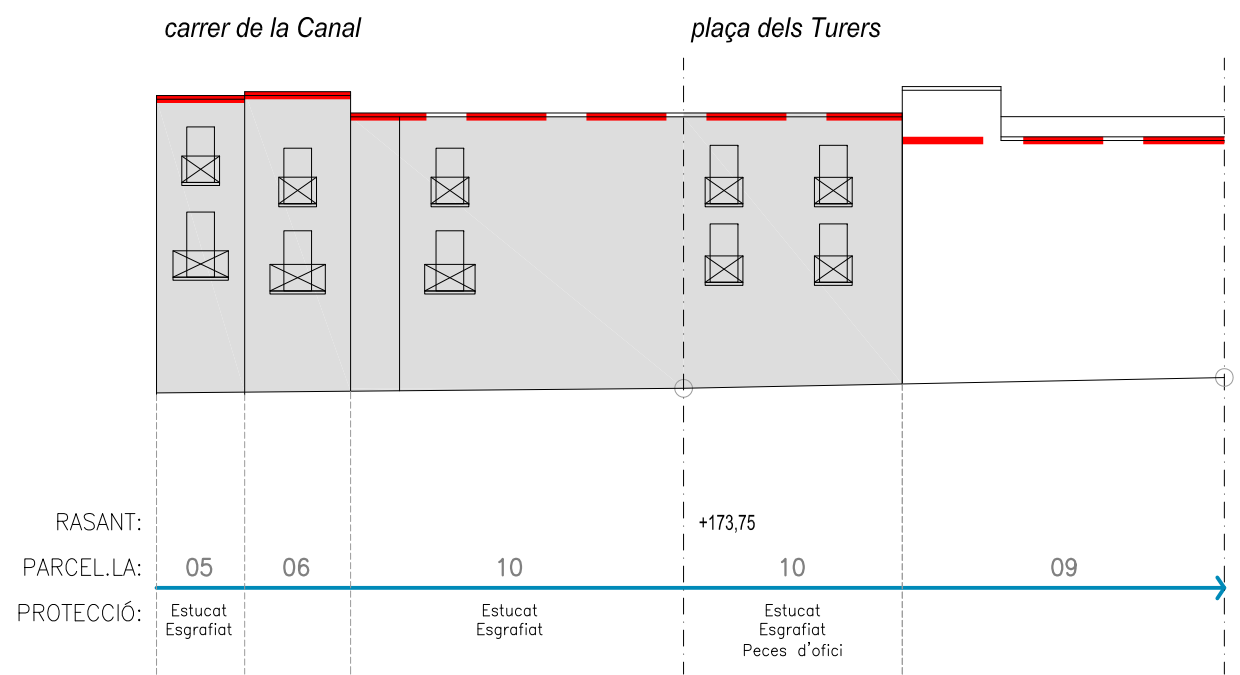 carrer de la Canal
plaça dels Turers
RASANT:
+173,75
PARCEL.LA:
05
06
10
10
09
PROTECCIÓ:
Estucat
Esgrafiat
Estucat
Esgrafiat
Estucat
Esgrafiat
Peces d'ofici